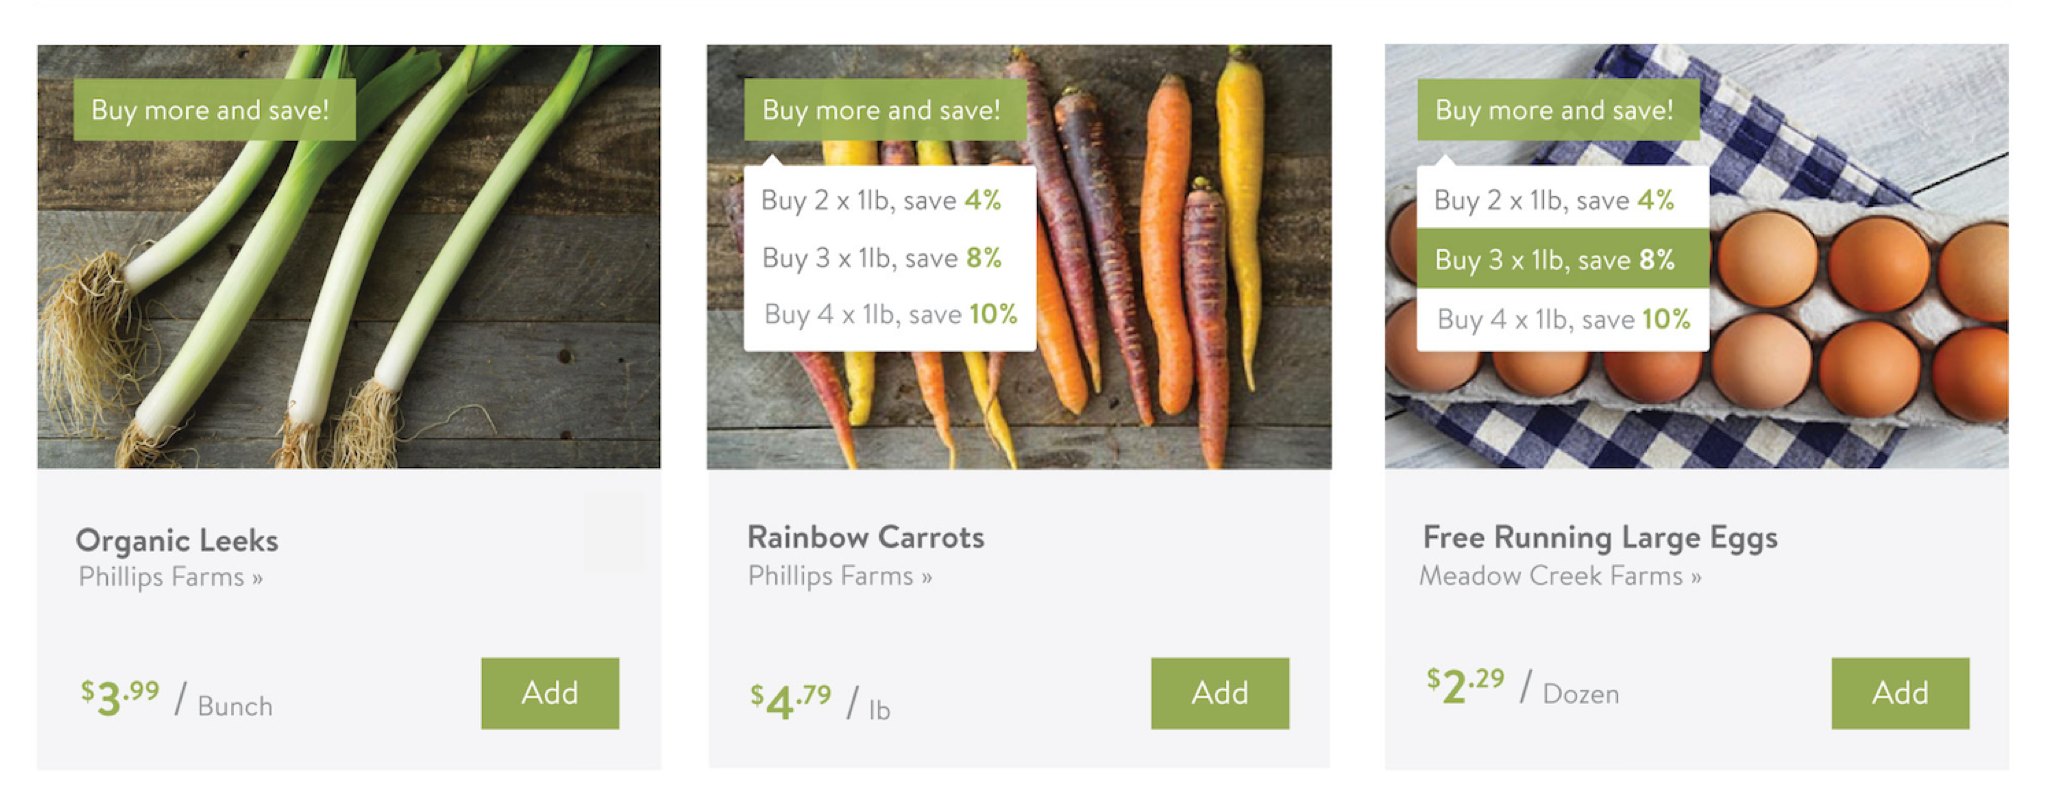 Buy more and save!
Organic Leeks
Phillips Farms »
$3.99 / Bunch
Add
Buy more and save!
Buy 2 x 1lb, save 4%
Buy 3 x 1lb, save 8%
Buy 4 x 1lb, save 10%
Rainbow Carrots
Phillips Farms »
$4.79 / lb
Add
Buy more and save!
Buy 2 x 1lb, save 4%
Buy 3 x 1lb, save 8%
Buy 4 x 1lb, save 10%
Free Running Large Eggs
Meadow Creek Farms »
$2.29 / Dozen
Add